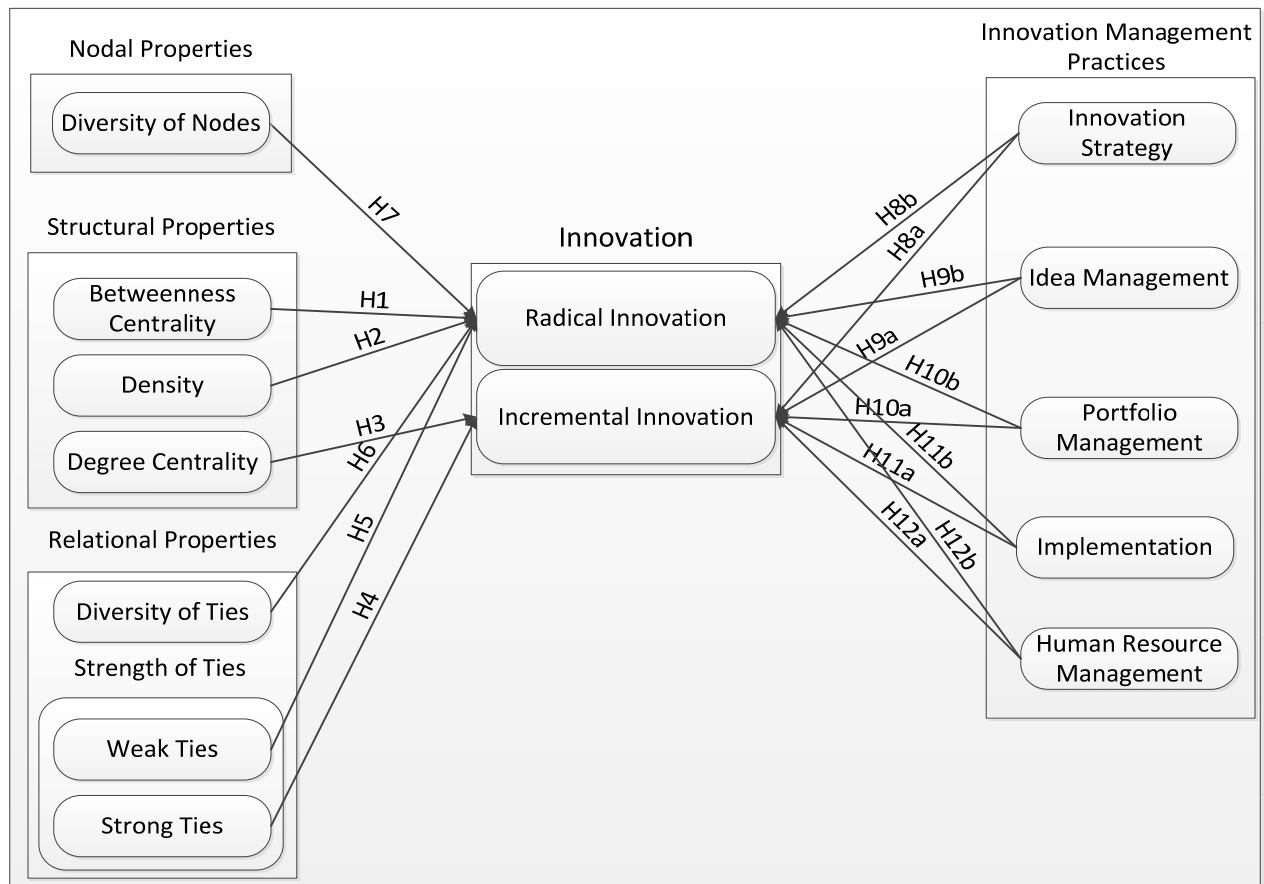 Nodal Properties
Diversity of Nodes
H7
Structural Properties
Betweenness
Centrality
H1
Density
H2
Degree Centrality
H3
Relational Properties
Diversity of Ties
H6
Strength of Ties
Weak Ties
H5
Strong Ties
H4
Innovation
Radical Innovation
Incremental Innovation
Innovation Management
Practices
Innovation
Strategy
H8b
H8a
Idea Management
H9b
H9a
Portfolio
Management
H10b
H10a
Implementation
H11b
H11a
Human Resource
Management
H12b
H12a